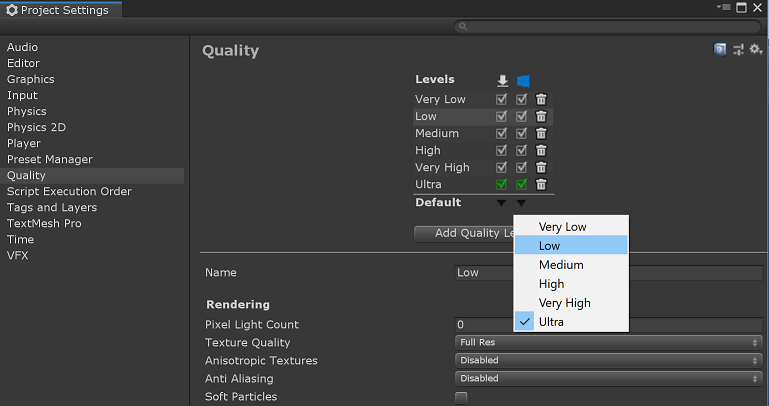 Project Settings
Audio
Editor
Graphics
Input
Physics
Physics 2D
Player
Preset Manager
Quality
Script Execution Order
Tags and Layers
TextMesh Pro
Time
VFX
Quality
Levels
Very Low
Low
Medium
High
Very High
Ultra
Default
Add Quality
Very Low
Low
Medium
High
Very High
Ultra
Name Low
Rendering
Pixel Light Count 0
Texture Quality Full Res
Anisotropic Textures Disabled
Anti Aliasing Disabled
Soft Particles